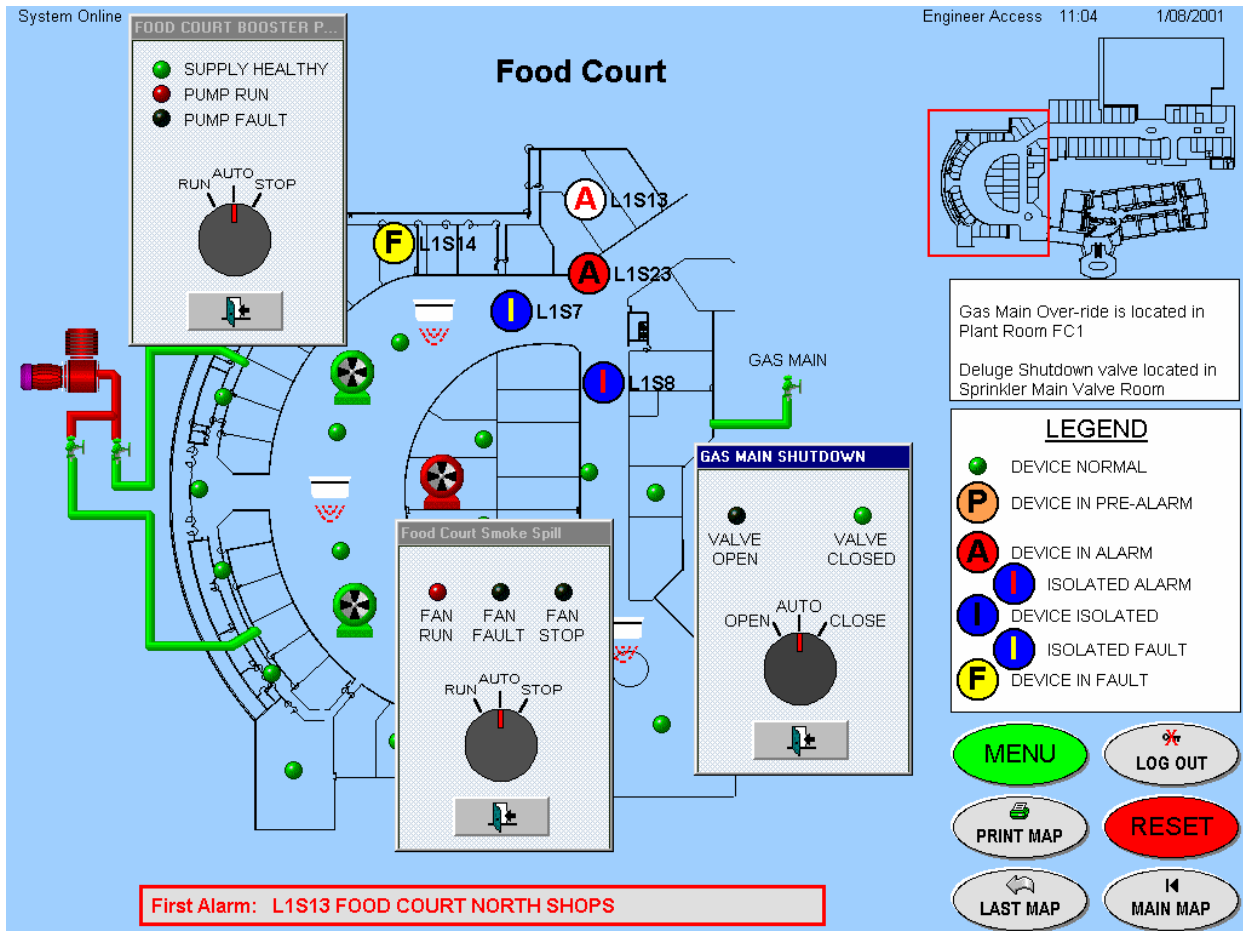 System Online
Engineer Access 11:04 1/08/2001
FOOD COURT BOOSTER P...
SUPPLY HEALTHY
PUMP RUN
PUMP FAULT
RUN AUTO STOP
Food Court
A L1S13
F L1S14
A L1S23
I L1S7
I L1S8
GAS MAIN
Gas Main Over-ride is located in
Plant Room FC1
Deluge Shutdown valve located in
Sprinkler Main Valve Room
LEGEND
DEVICE NORMAL
P DEVICE IN PRE-ALARM
A DEVICE IN ALARM
I ISOLATED ALARM
I DEVICE ISOLATED
I ISOLATED FAULT
F DEVICE IN FAULT
GAS MAIN SHUTDOWN
VALVE OPEN
VALVE CLOSED
OPEN AUTO CLOSE
Food Court Smoke Spill
FAN RUN
FAN FAULT
FAN STOP
RUN AUTO STOP
MENU
LOG OUT
PRINT MAP
RESET
LAST MAP
MAIN MAP
First Alarm: L1S13 FOOD COURT NORTH SHOPS